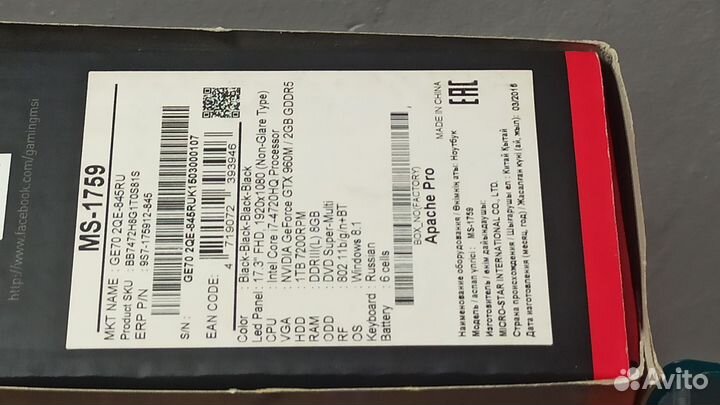 http://www.facebook.com/gamingmsi
MS-1759
MKT NAME : GE70 2QE-845RU
Product SKU : BB7472H8G1T0S81S
ERP P/N : 9S7-175912-845
S/N : GE70 2QE-845RUK1503000107
EAN CODE : 4 719072 393946
Color : Black-Black-Black-Black
Led Panel : 17.3" FHD, 1920x1080 (Non-Glare Type)
CPU : Intel Core i7-4720HQ Processor
VGA : NVIDIA GeForce GTX 960M / 2GB GDDR5
HDD : 1TB 7200RPM
RAM : DDRIII(L) 8GB
ODD : DVD Super-Multi
RF : 802.11b/g/n+BT
OS : Windows 8.1
Keyboard : Russian
Battery : 6 cells
BOX_NO(FACTORY)
Apache Pro
MADE IN CHINA
EAC
Наименование оборудования / Өнімнің аты: Ноутбук
Модель / аспап үлгісі : MS-1759
Изготовитель / өнім дайындаушы:
MICRO-STAR INTERNATIONAL CO., LTD.
Страна происхождения / Шығарушы ел : Китай Қытай
Дата изготовления (месяц, год) / Жасалған күні (ай, жыл): 03/2015
Avito